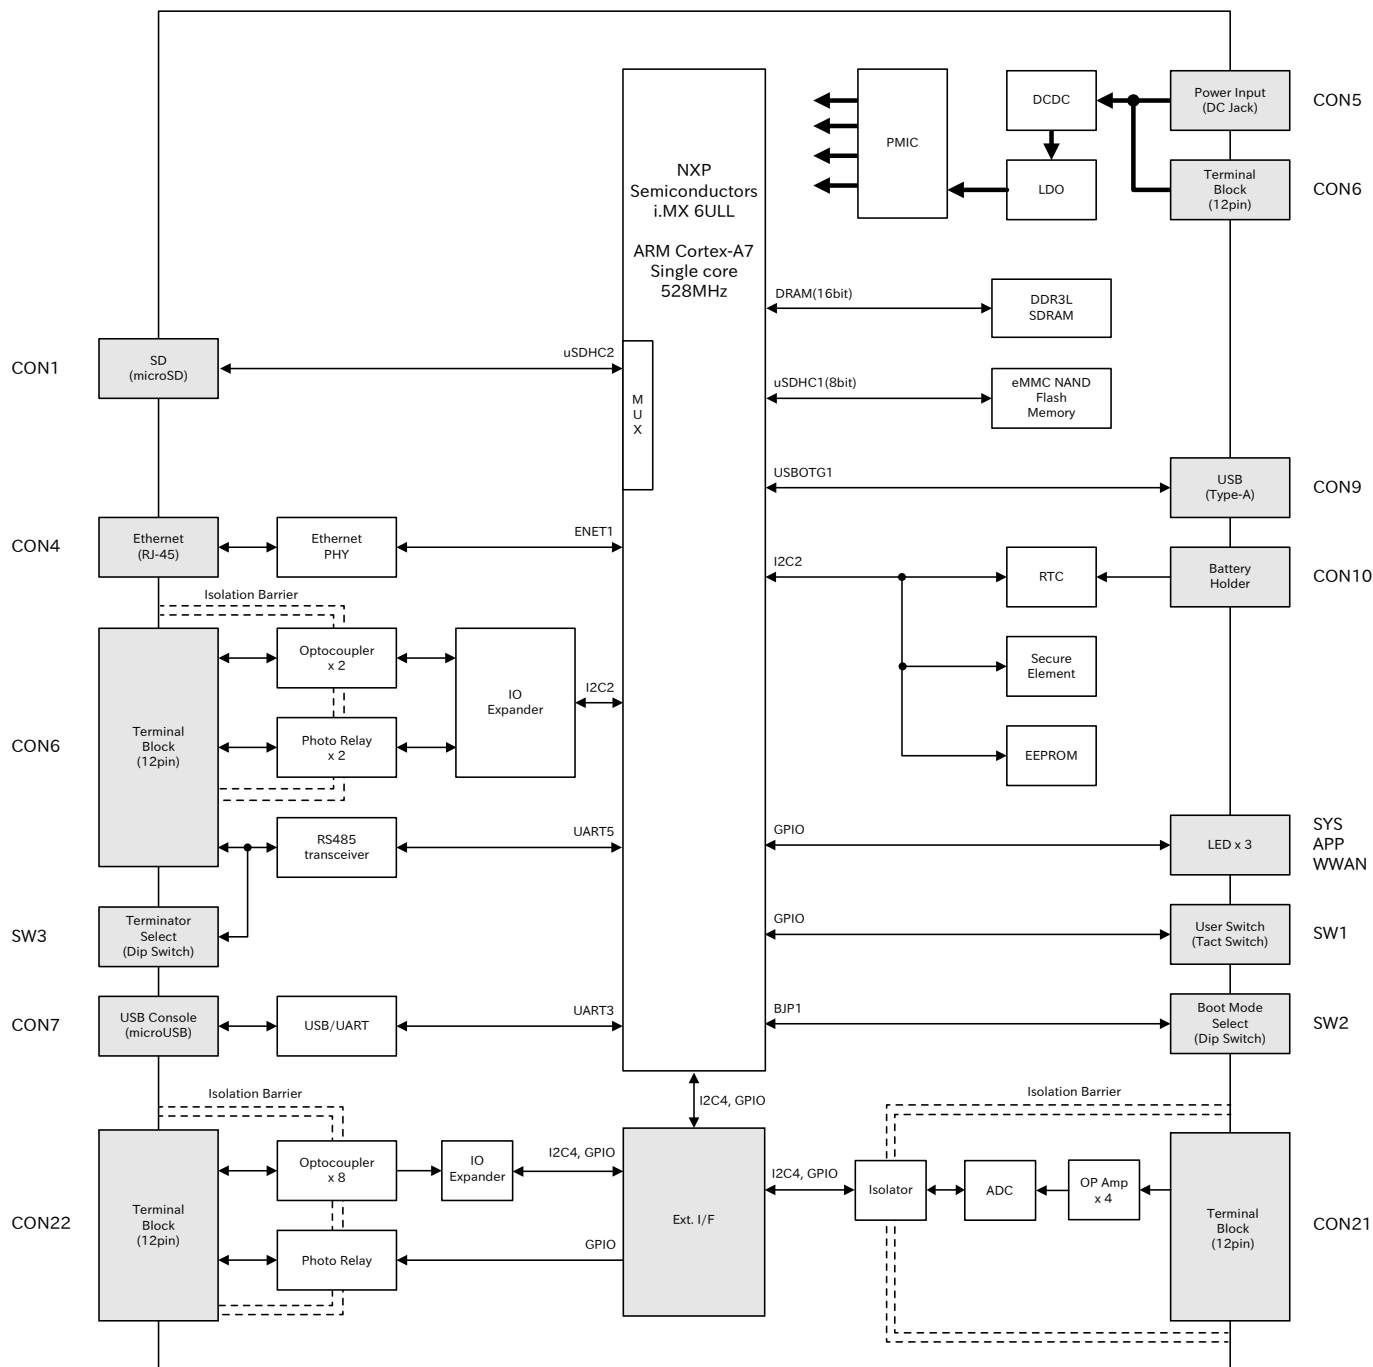 NXP
Semiconductors
i.MX 6ULL
ARM Cortex-A7
Single core
528MHz
MUX
PMIC
DCDC
LDO
Power Input
(DC Jack)
CON5
Terminal
Block
(12pin)
CON6
DRAM(16bit)
DDR3L
SDRAM
CON1
SD
(microSD)
uSDHC2
uSDHC1(8bit)
eMMC NAND
Flash
Memory
USBOTG1
USB
(Type-A)
CON9
CON4
Ethernet
(RJ-45)
Ethernet
PHY
ENET1
I2C2
RTC
Battery
Holder
CON10
Secure
Element
EEPROM
Isolation Barrier
CON6
Terminal
Block
(12pin)
Optocoupler
x 2
Photo Relay
x 2
IO
Expander
I2C2
RS485
transceiver
UART5
GPIO
LED x 3
SYS
APP
WWAN
SW3
Terminator
Select
(Dip Switch)
GPIO
User Switch
(Tact Switch)
SW1
CON7
USB Console
(microUSB)
USB/UART
UART3
BJP1
Boot Mode
Select
(Dip Switch)
SW2
I2C4, GPIO
Isolation Barrier
CON22
Terminal
Block
(12pin)
Optocoupler
x 8
IO
Expander
I2C4, GPIO
Photo Relay
GPIO
Ext. I/F
Isolation Barrier
I2C4, GPIO
Isolator
ADC
OP Amp
x 4
Terminal
Block
(12pin)
CON21